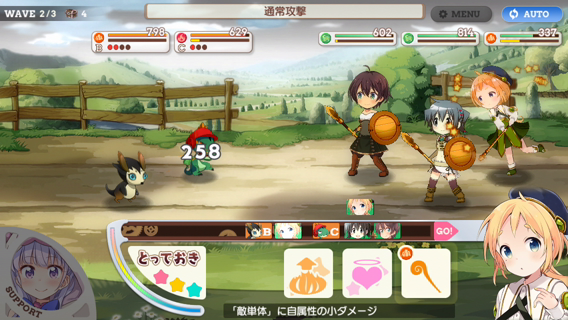 WAVE 2/3 4
通常攻撃
MENU
AUTO
798
B
629
C
602
814
337
258
B
C
GO!
とっておき
SUPPORT
「敵単体」に自属性の小ダメージ